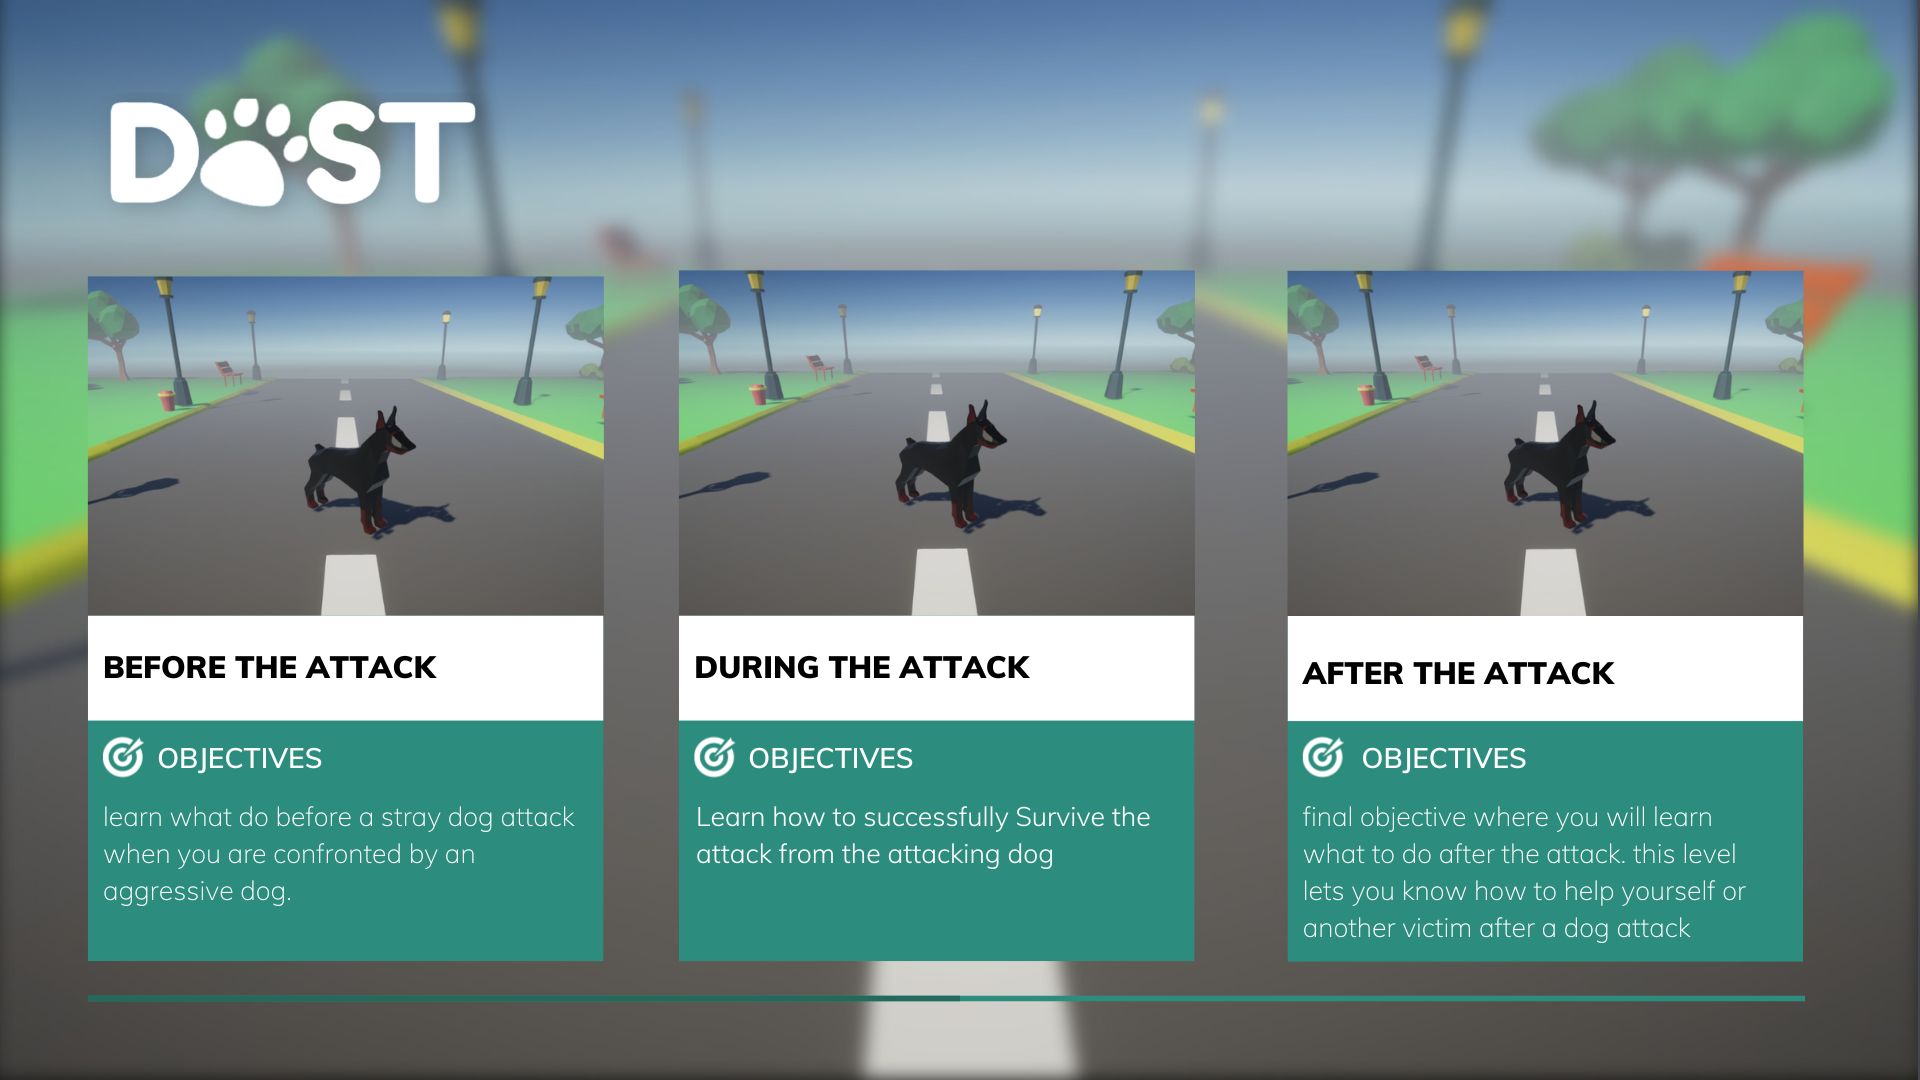 DOST
BEFORE THE ATTACK
OBJECTIVES
learn what do before a stray dog attack
when you are confronted by an
aggressive dog.
DURING THE ATTACK
OBJECTIVES
Learn how to successfully Survive the
attack from the attacking dog
AFTER THE ATTACK
OBJECTIVES
final objective where you will learn
what to do after the attack. this level
lets you know how to help yourself or
another victim after a dog attack